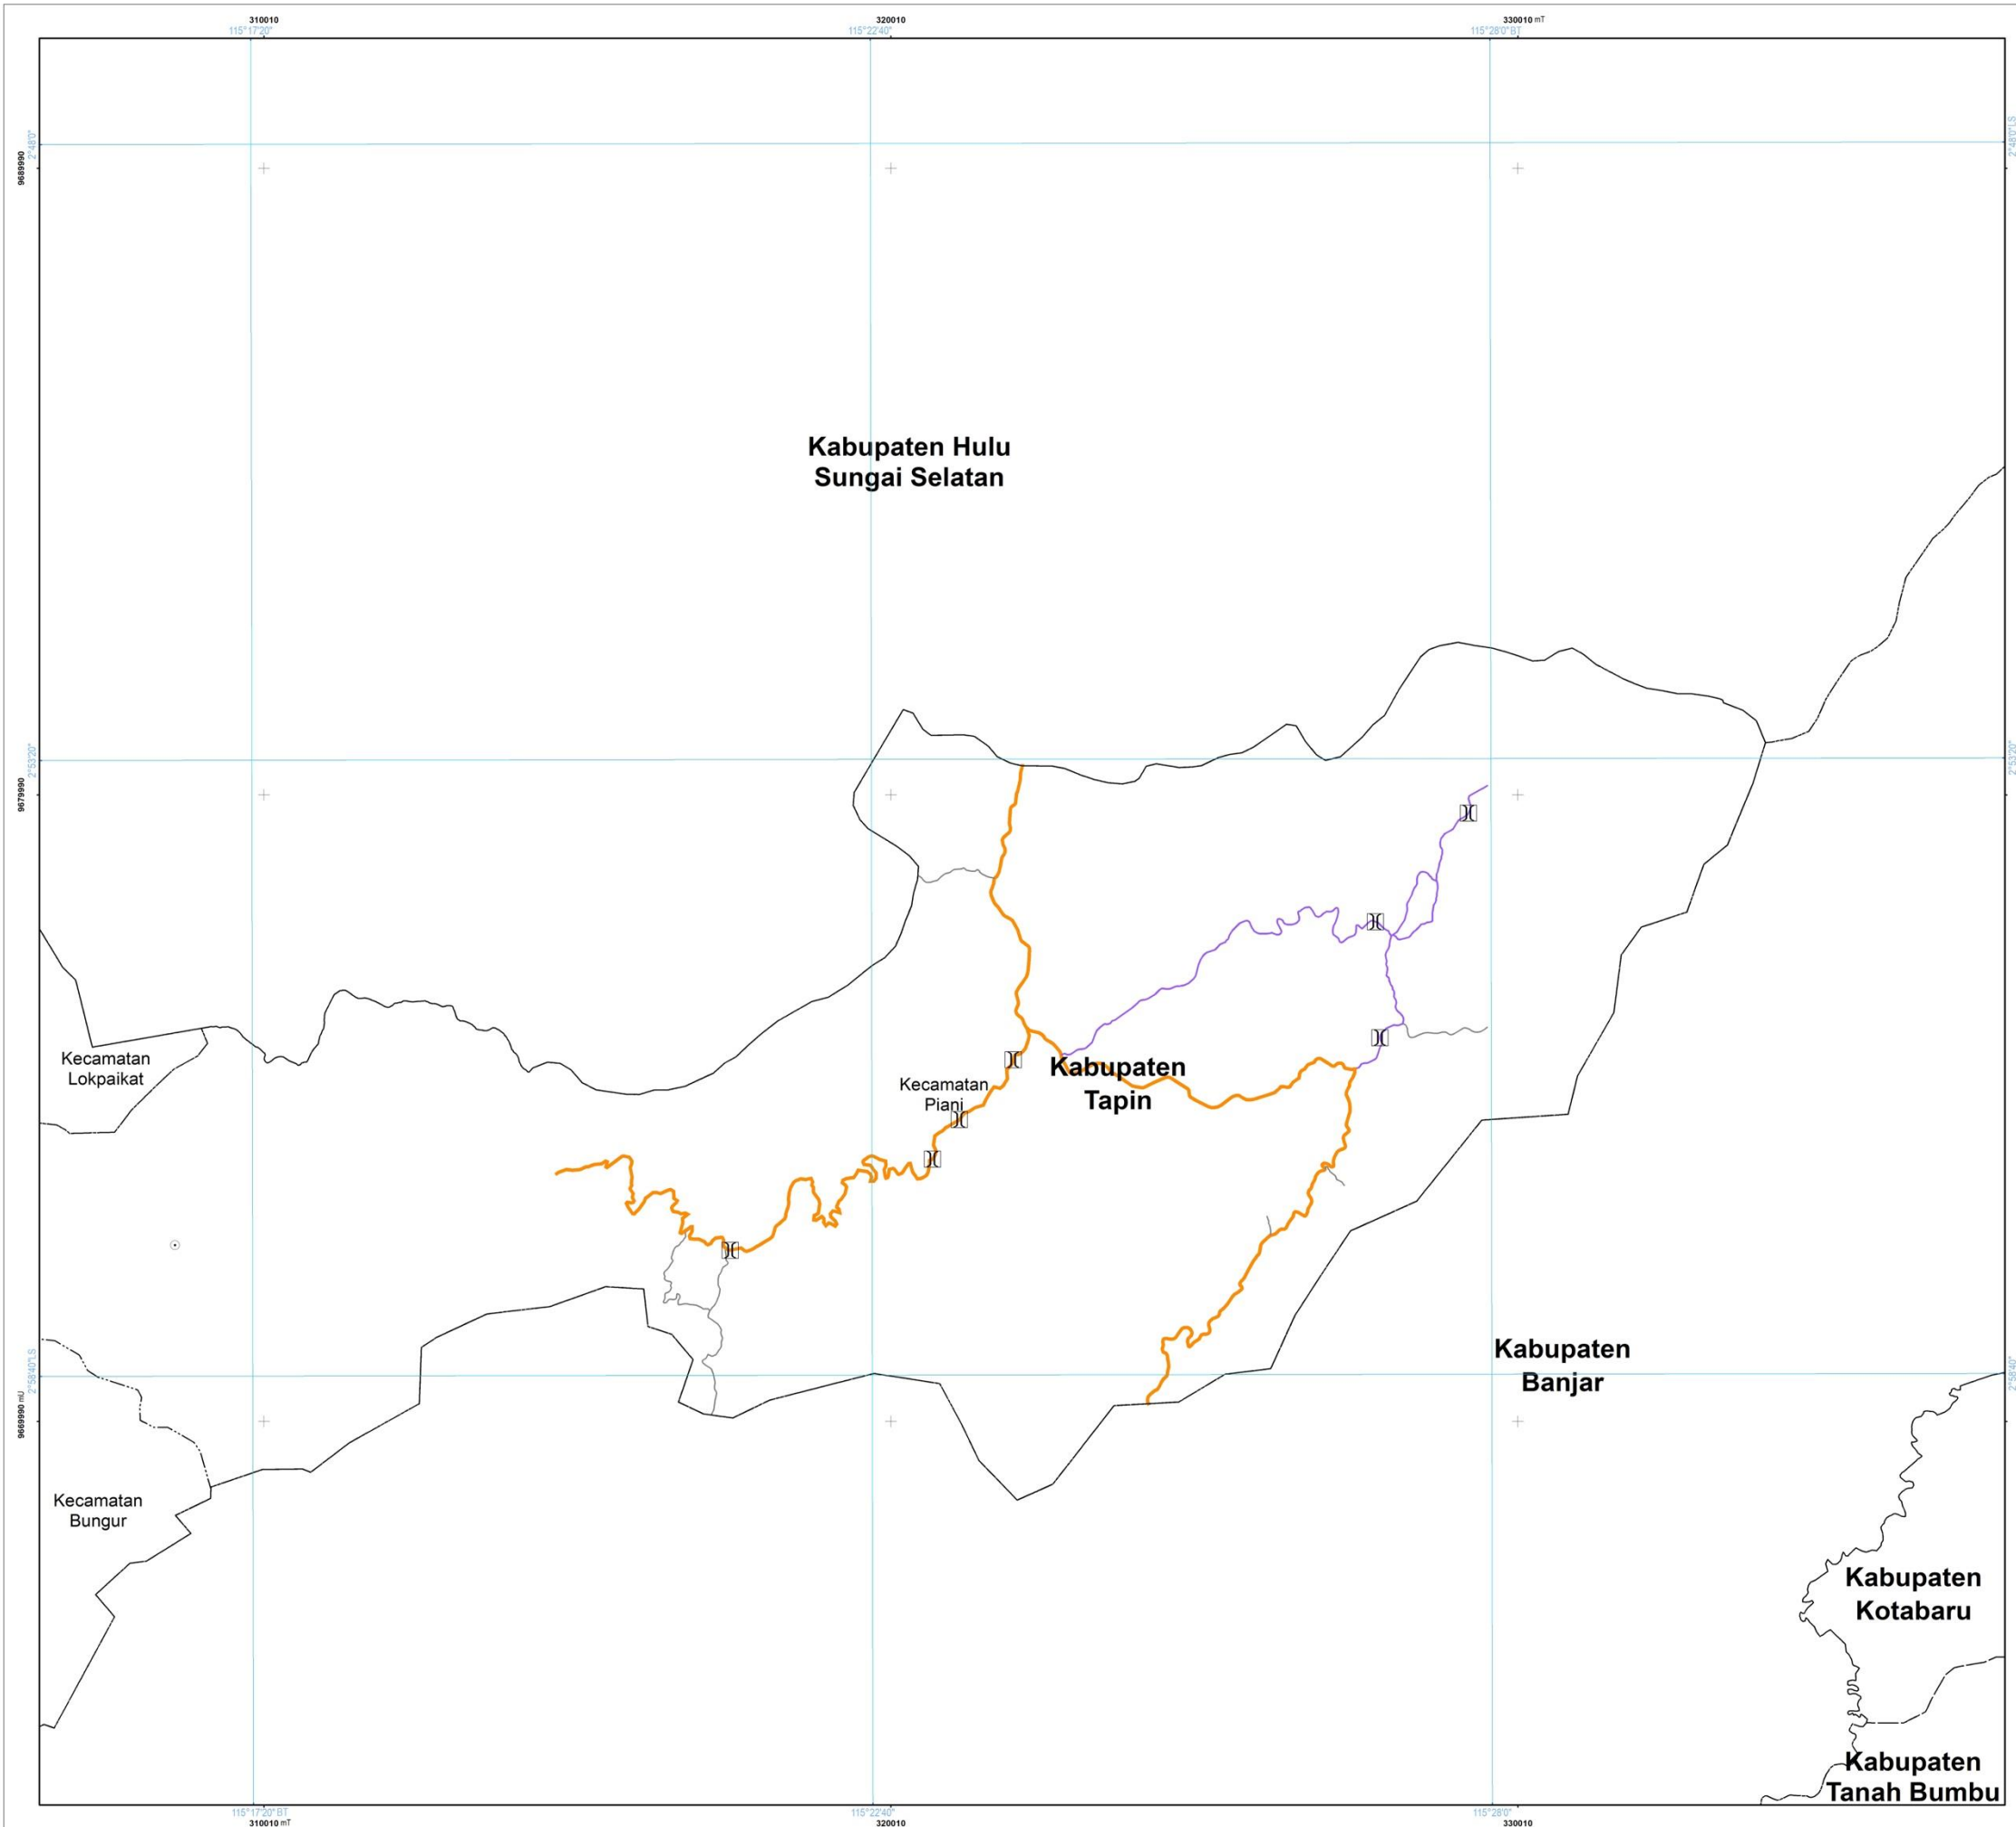 310010
320010
330010 mT
115°17'20"
115°22'40"
115°28'0" BT
2°48'0"
2°48'0" LS
9689990
Kabupaten Hulu
Sungai Selatan
2°53'20"
2°53'20"
9679990
Kecamatan
Lokpaikat
Kecamatan
Piani
Kabupaten
Tapin
Kabupaten
Banjar
2°58'40" LS
2°58'40"
9669990 mU
Kecamatan
Bungur
Kabupaten
Kotabaru
Kabupaten
Tanah Bumbu
115°17'20" BT
115°22'40"
115°28'0"
310010 mT
320010
330010